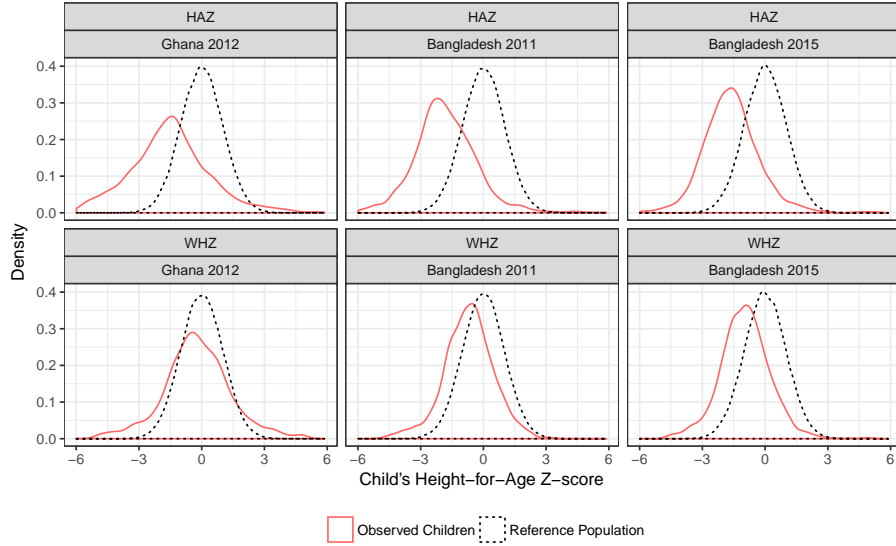 HAZ
Ghana 2012
HAZ
Bangladesh 2011
HAZ
Bangladesh 2015
0.4
0.3
0.2
0.1
0.0
WHZ
Ghana 2012
WHZ
Bangladesh 2011
WHZ
Bangladesh 2015
0.4
0.3
0.2
0.1
0.0
Density
−6 −3 0 3 6
−6 −3 0 3 6
−6 −3 0 3 6
Child's Height−for−Age Z−score
Observed Children Reference Population